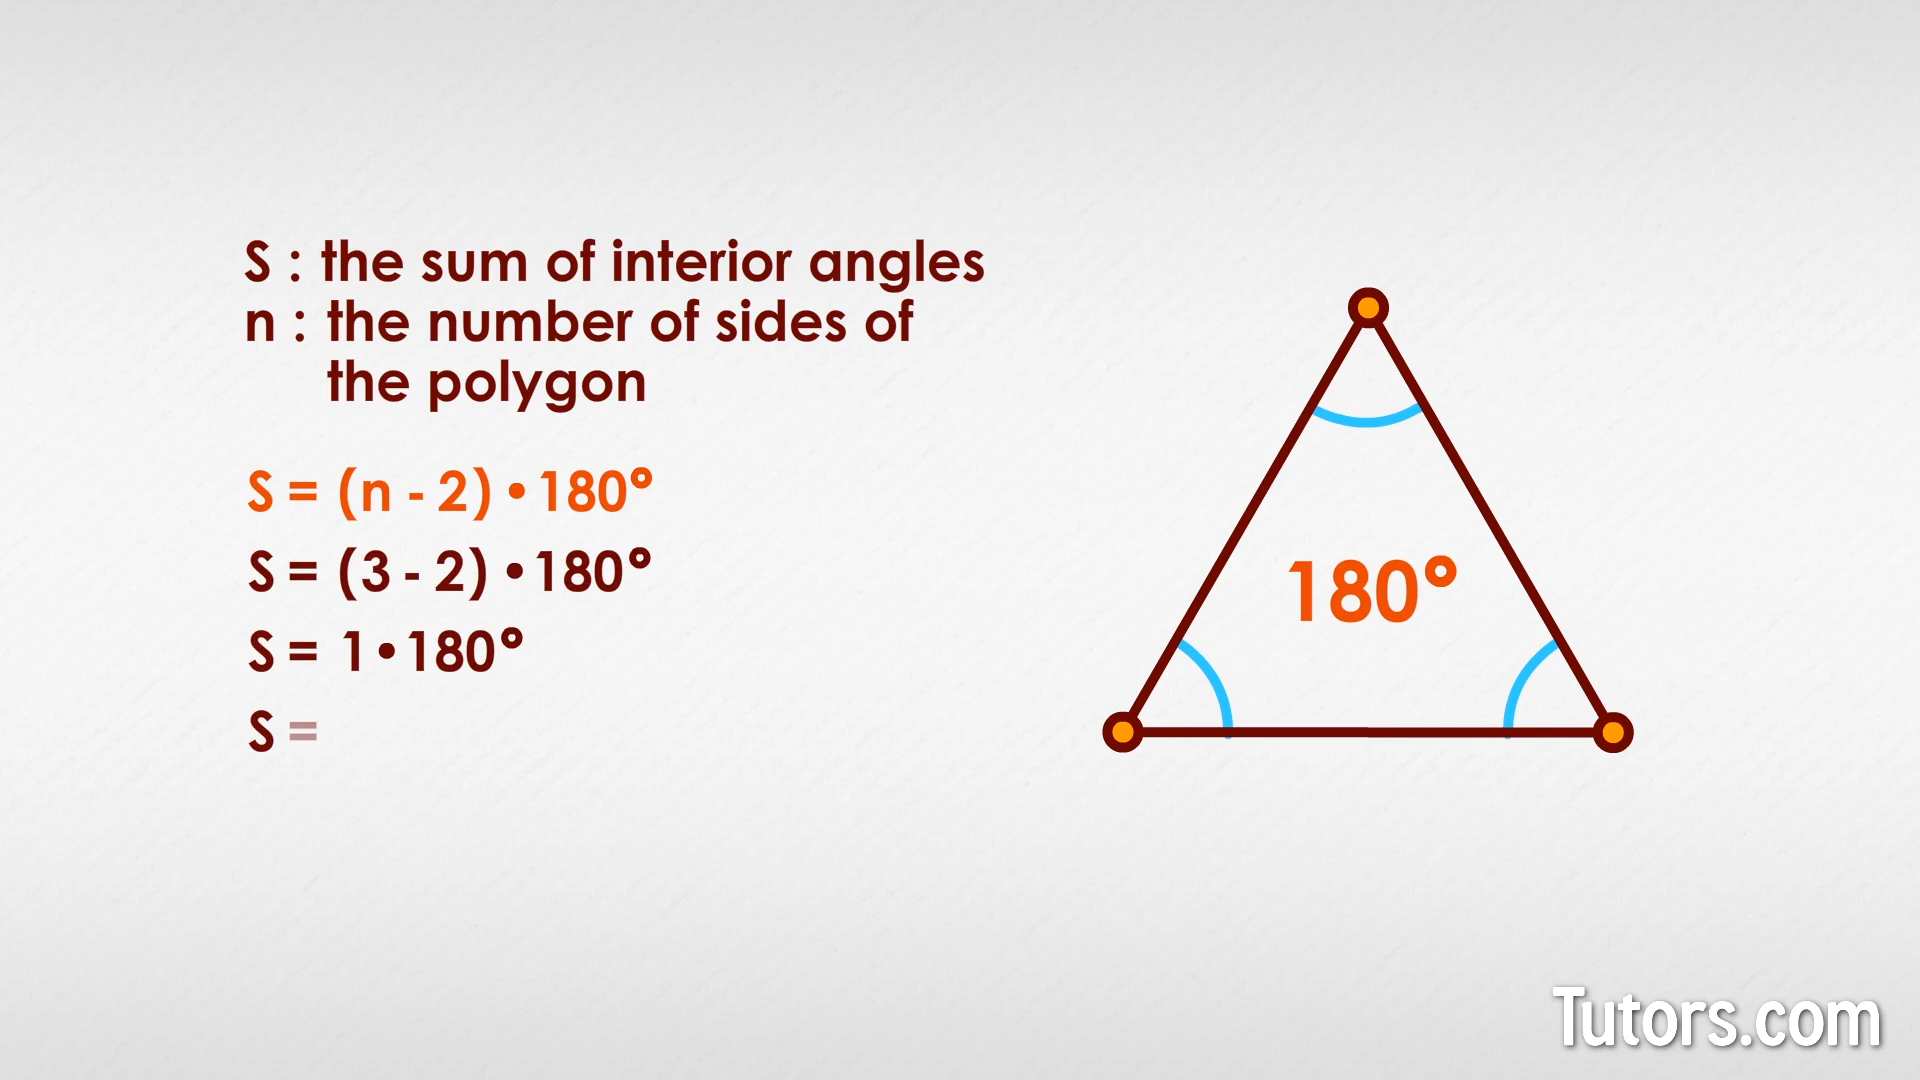 S : the sum of interior angles
n : the number of sides of
the polygon
S = (n - 2) • 180°
S = (3 - 2) • 180°
S = 1 • 180°
S =
180°
Tutors.com